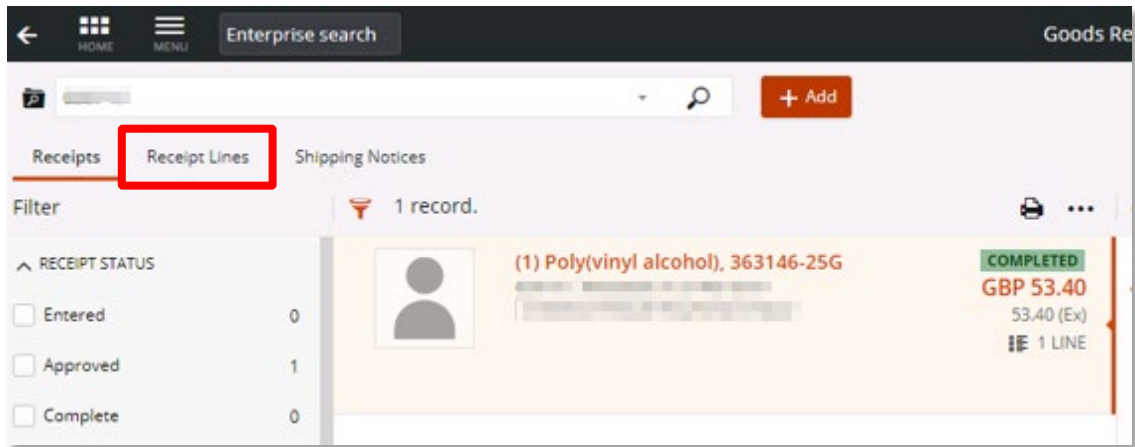 HOME
MENU
Enterprise search
Goods Re
+ Add
Receipts
Receipt Lines
Shipping Notices
Filter
1 record.
RECEIPT STATUS
Entered 0
Approved 1
Complete 0
(1) Poly(vinyl alcohol), 363146-25G
COMPLETED
GBP 53.40
53.40 (Ex)
1 LINE